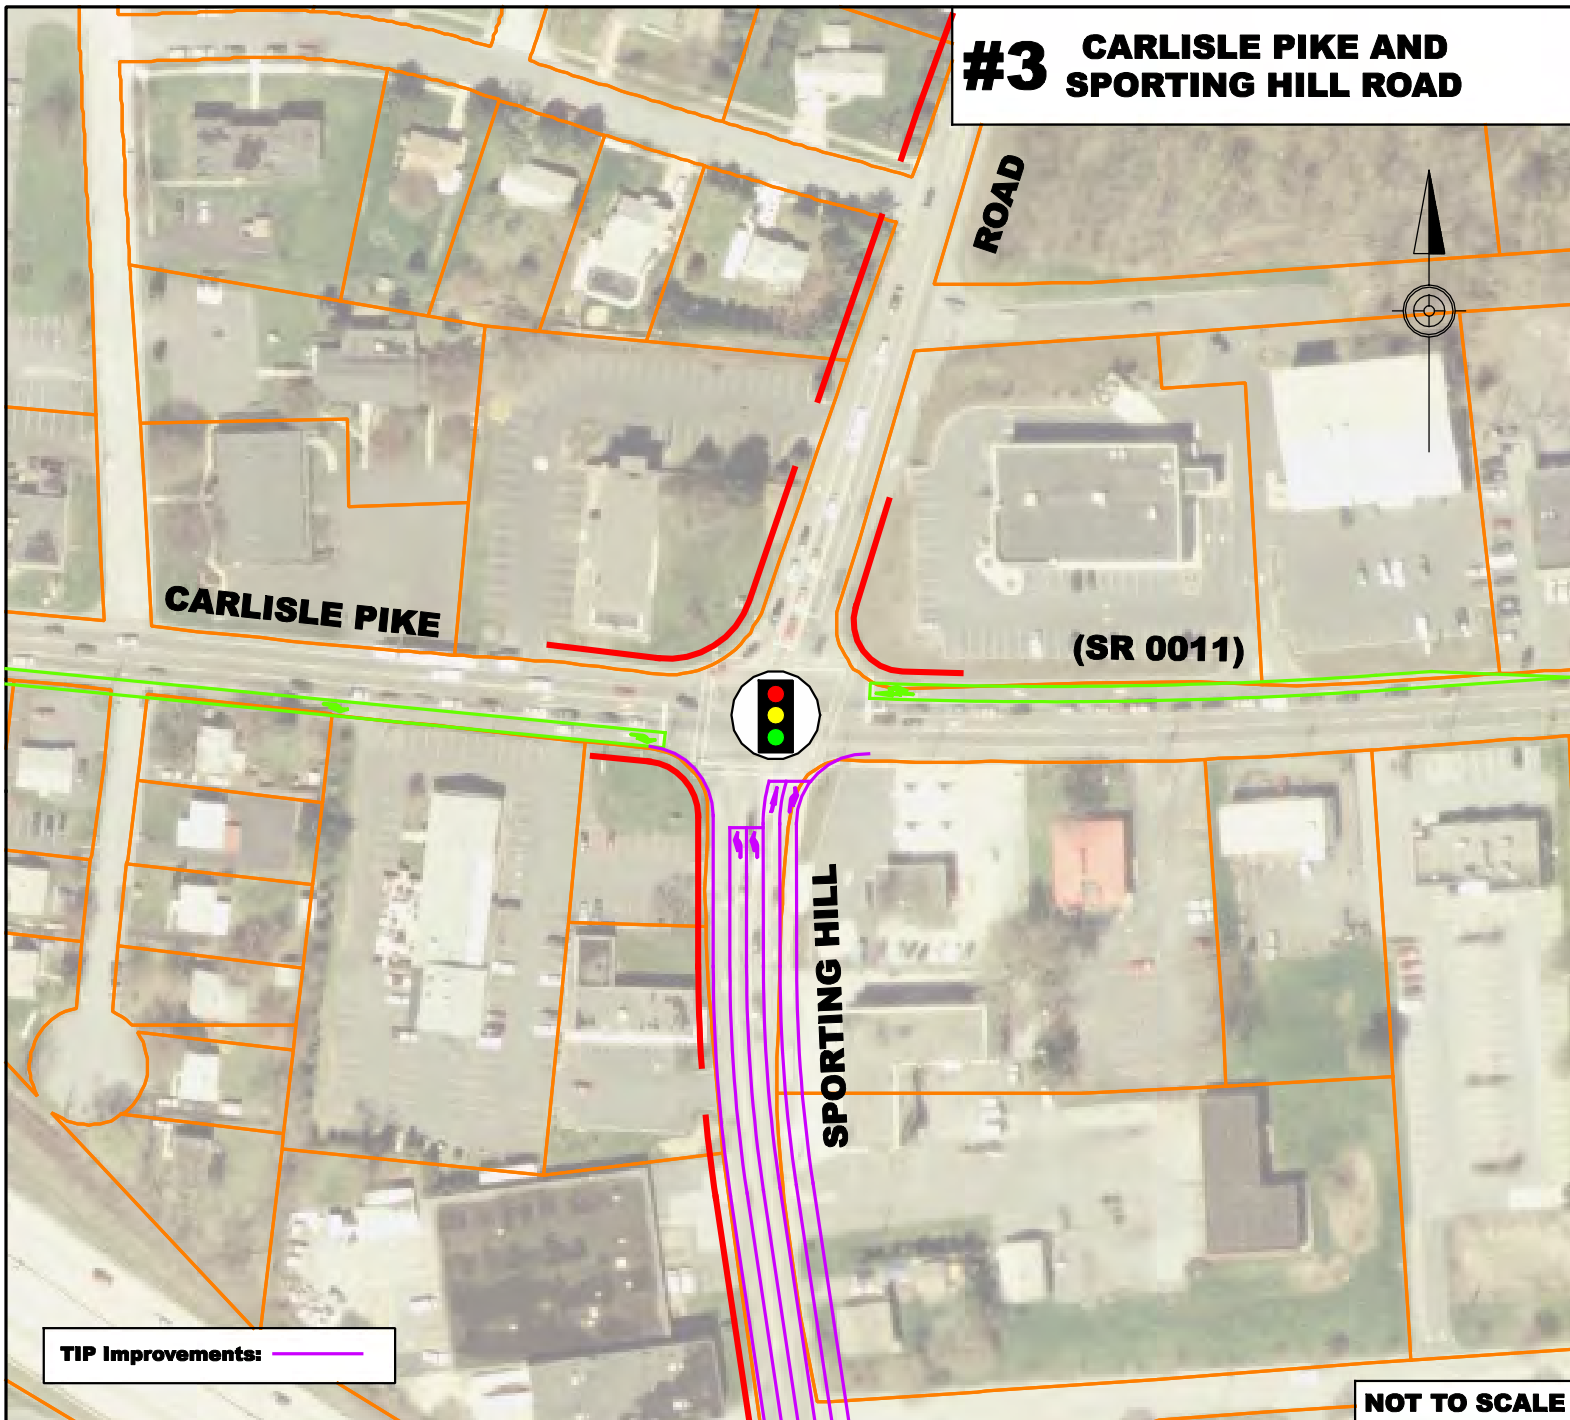 #3 CARLISLE PIKE AND
SPORTING HILL ROAD
ROAD
CARLISLE PIKE
(SR 0011)
SPORTING HILL
TIP Improvements:
NOT TO SCALE